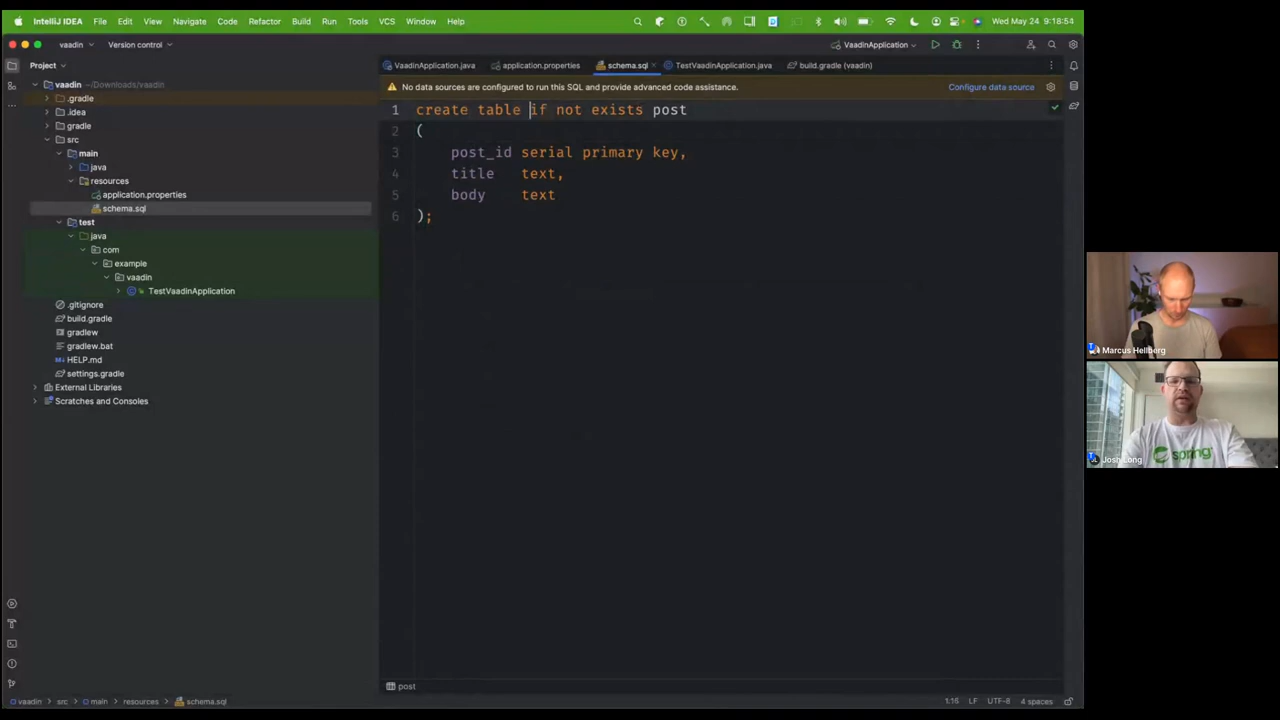 IntelliJ IDEA File Edit View Navigate Code Refactor Build Run Tools VCS Window Help Wed May 24 9:18:54
vaadin Version control VaadinApplication
Project
VaadinApplication.java application.properties schema.sql TestVaadinApplication.java build.gradle (vaadin)
No data sources are configured to run this SQL and provide advanced code assistance. Configure data source
vaadin ~/Downloads/vaadin
.gradle
.idea
gradle
src
main
java
resources
application.properties
schema.sql
test
java
com
example
vaadin
TestVaadinApplication
.gitignore
build.gradle
gradlew
gradlew.bat
HELP.md
settings.gradle
External Libraries
Scratches and Consoles
1 create table if not exists post
2 (
3 post_id serial primary key,
4 title text,
5 body text
6 );
Marcus Hellberg
spring
Josh Long
post
vaadin src main resources schema.sql 1:15 LF UTF-8 4 spaces